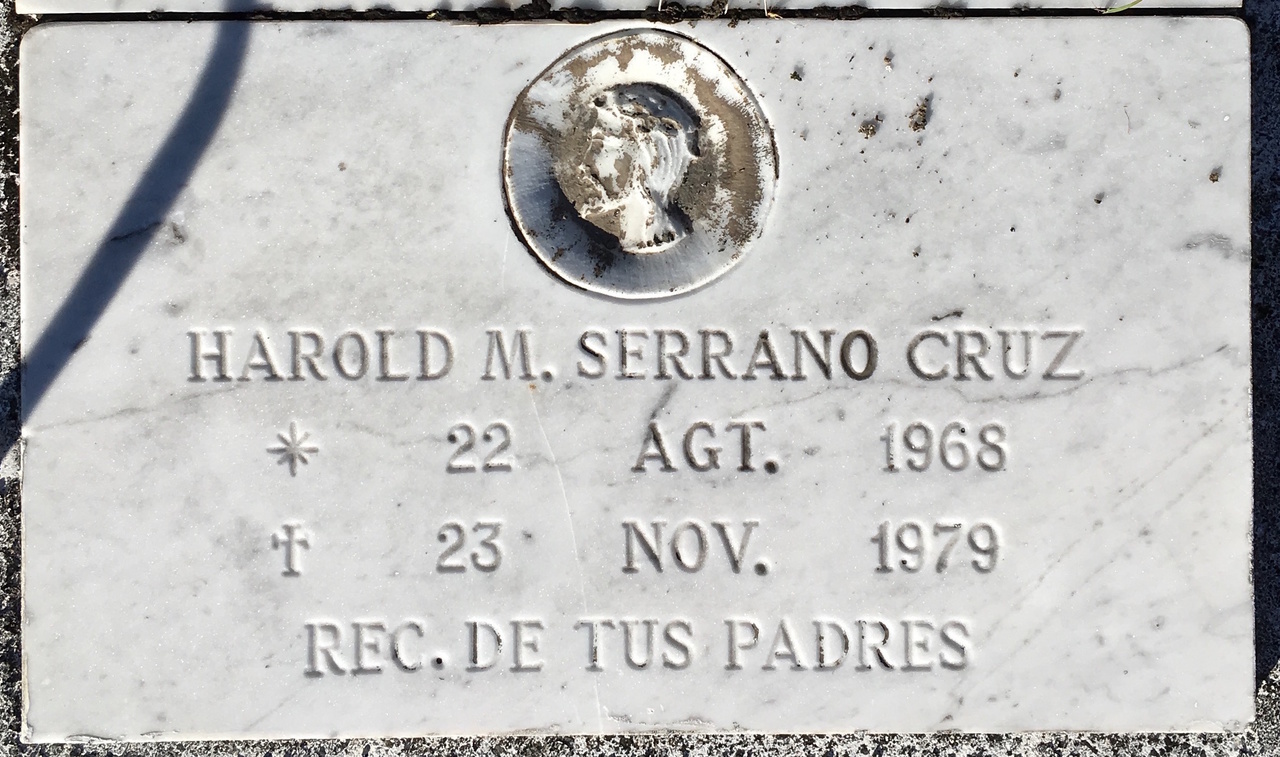 HAROLD M. SERRANO CRUZ
* 22 AGT. 1968
† 23 NOV. 1979
REC. DE TUS PADRES